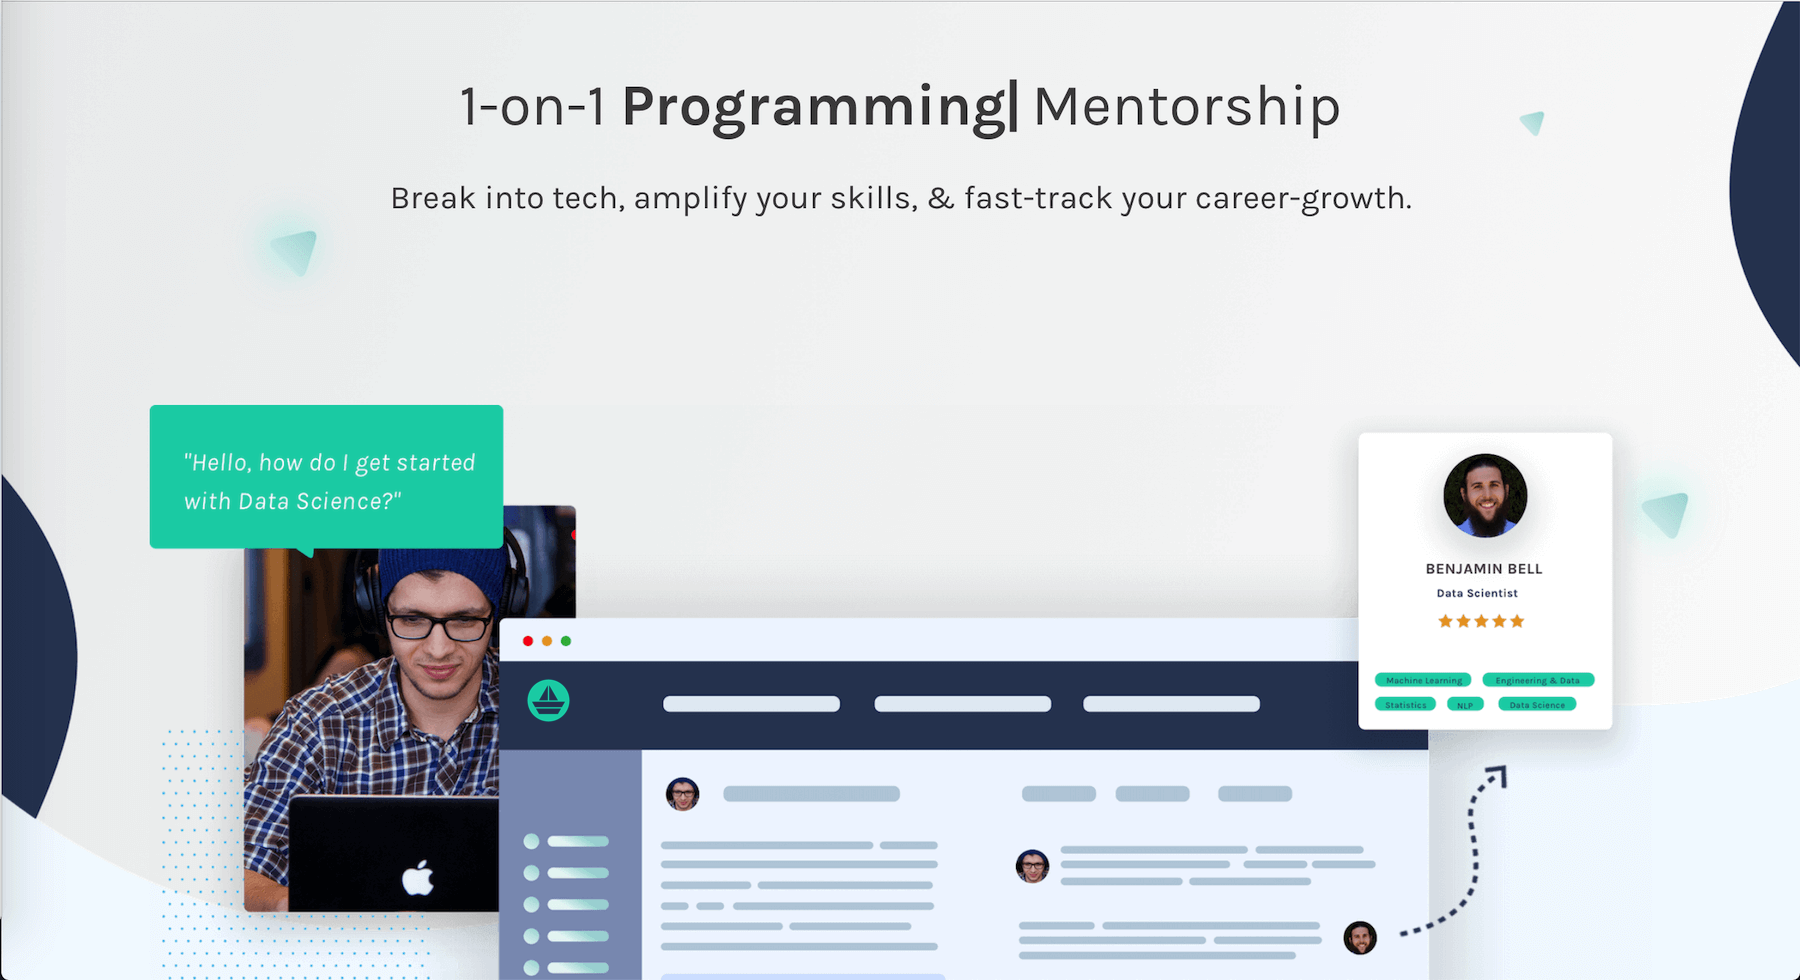 1-on-1 Programming| Mentorship
Break into tech, amplify your skills, & fast-track your career-growth.
"Hello, how do I get started
with Data Science?"
BENJAMIN BELL
Data Scientist
Machine Learning
Engineering & Data
Statistics
NLP
Data Science